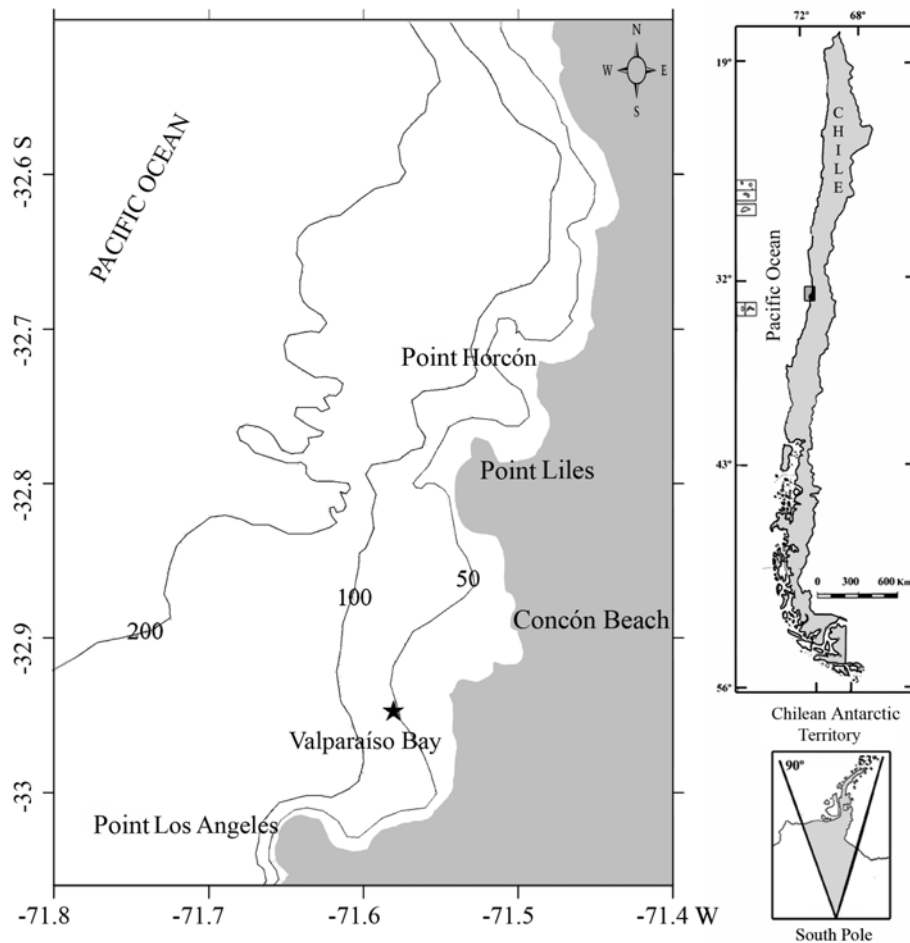 N
W E
S
PACIFIC OCEAN
-32.6 S
-32.7
-32.8
-32.9
-33
Point Horcón
Point Liles
50
100
200
Concón Beach
Valparaíso Bay
Point Los Angeles
-71.8
-71.7
-71.6
-71.5
-71.4 W
72°
68°
19°
CHILE
32°
Pacific Ocean
43°
0 300 600 Km
56°
Chilean Antarctic
Territory
90°
53°
South Pole